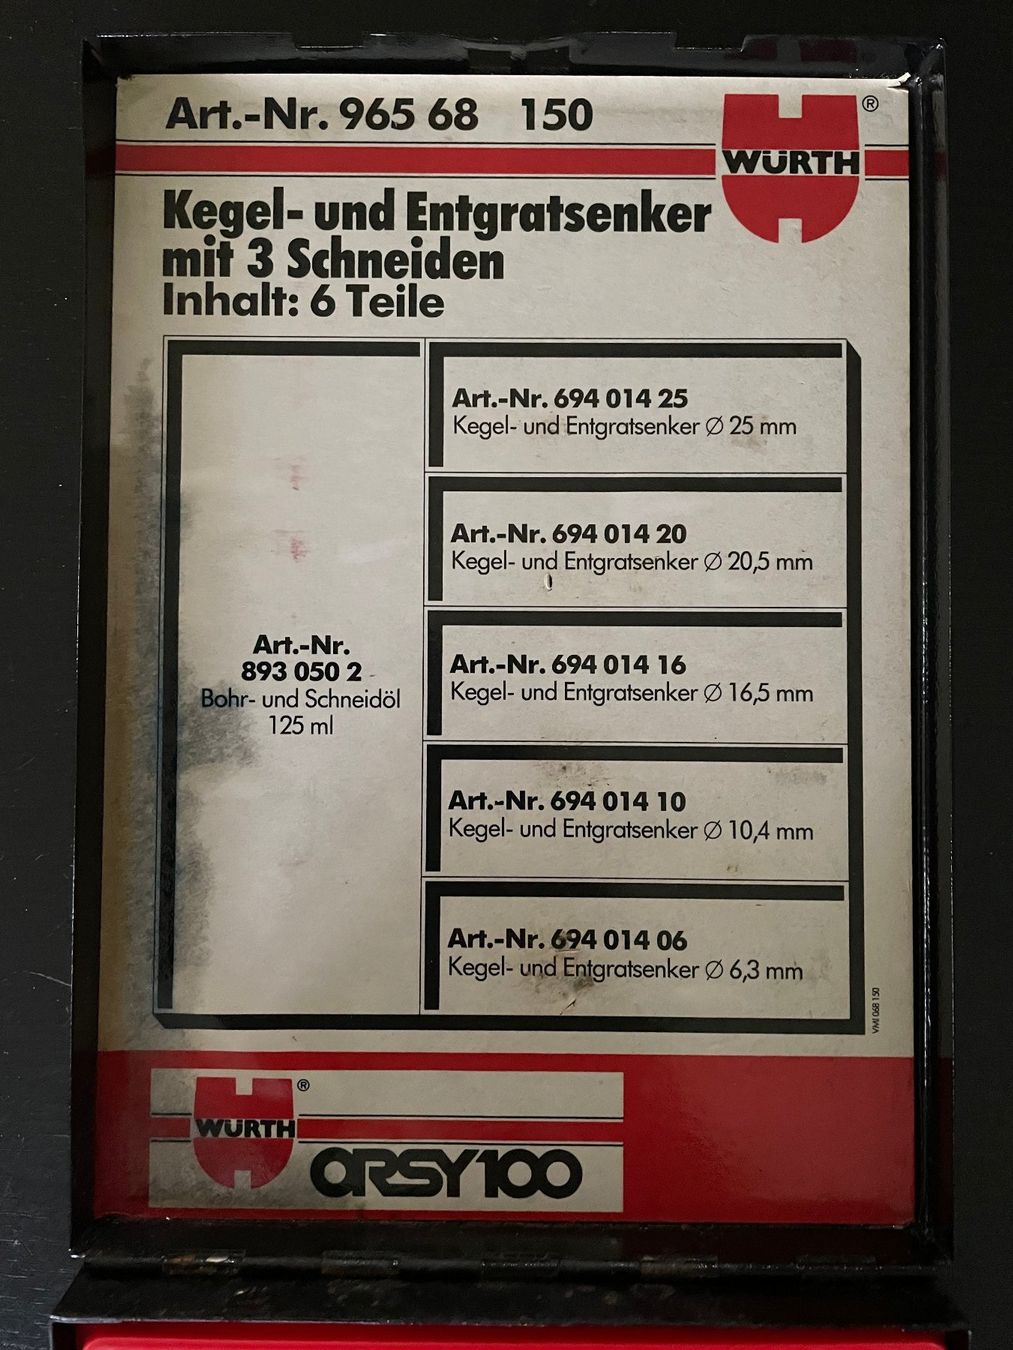 Art.-Nr. 965 68 150
®
WÜRTH
Kegel- und Entgratsenker
mit 3 Schneiden
Inhalt: 6 Teile
Art.-Nr.
893 050 2
Bohr- und Schneidöl
125 ml
Art.-Nr. 694 014 25
Kegel- und Entgratsenker Ø 25 mm
Art.-Nr. 694 014 20
Kegel- und Entgratsenker Ø 20,5 mm
Art.-Nr. 694 014 16
Kegel- und Entgratsenker Ø 16,5 mm
Art.-Nr. 694 014 10
Kegel- und Entgratsenker Ø 10,4 mm
Art.-Nr. 694 014 06
Kegel- und Entgratsenker Ø 6,3 mm
VMI 068 150
®
WÜRTH
ORSY100